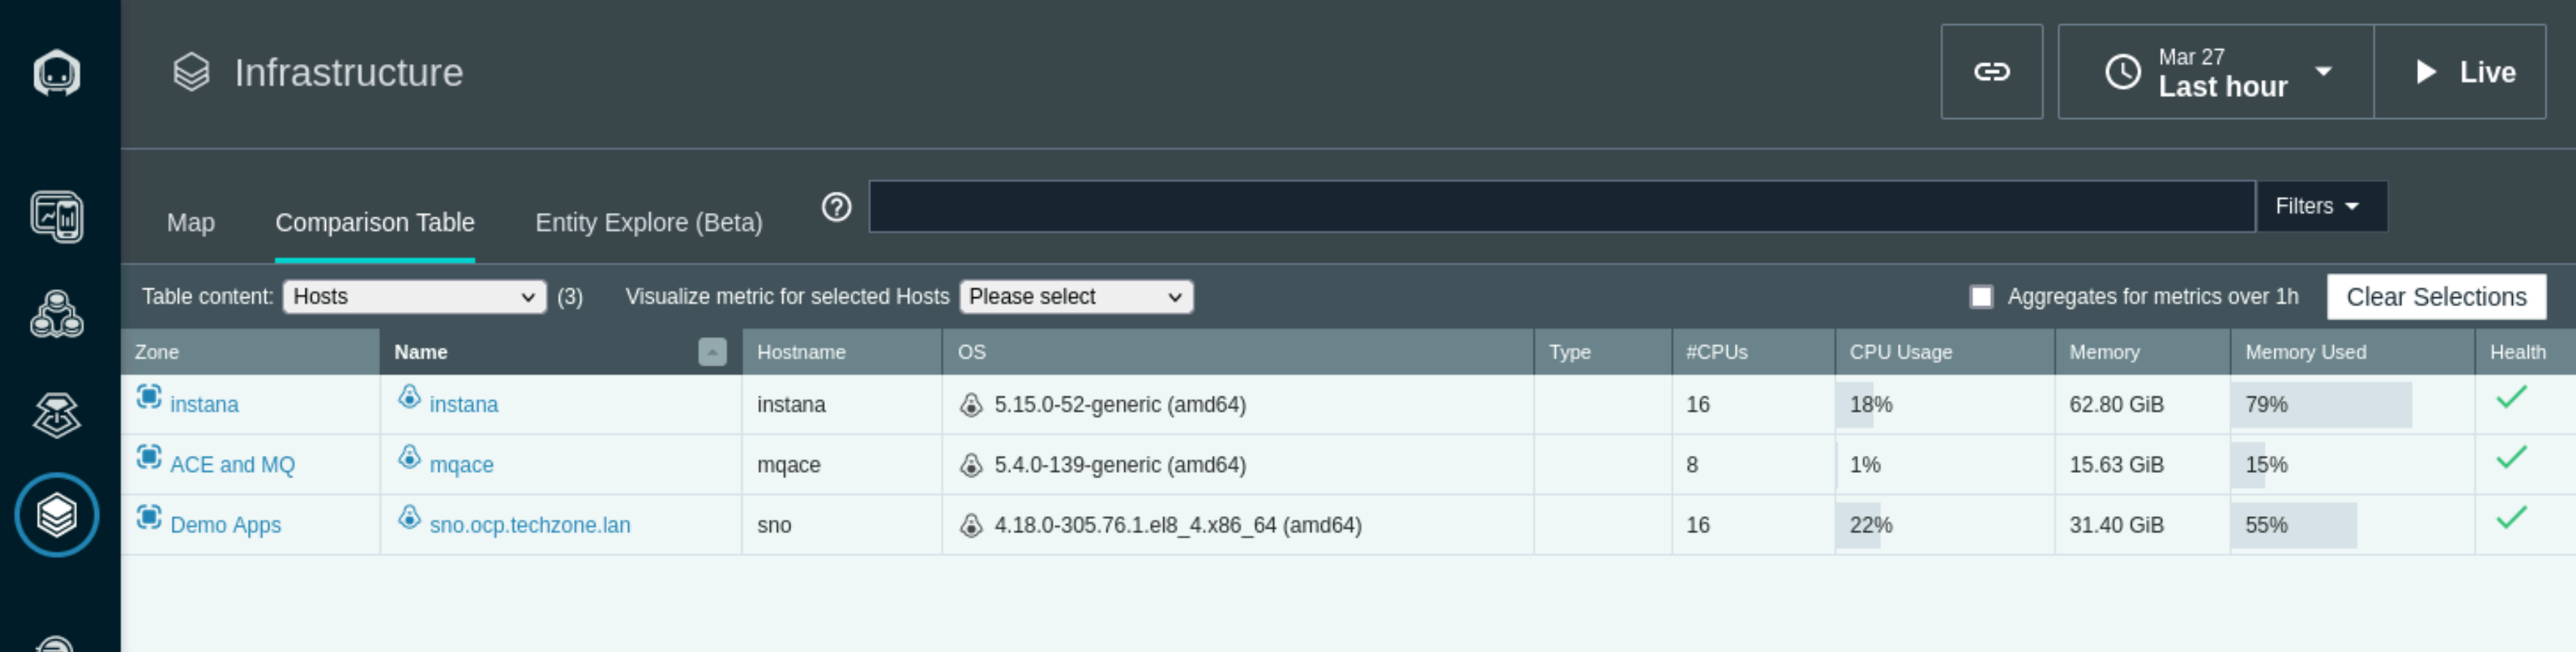 Infrastructure
Mar 27
Last hour
Live
Map Comparison Table Entity Explore (Beta) ? Filters
Table content: Hosts (3) Visualize metric for selected Hosts Please select Aggregates for metrics over 1h Clear Selections
Zone Name Hostname OS Type #CPUs CPU Usage Memory Memory Used Health
instana instana instana 5.15.0-52-generic (amd64) 16 18% 62.80 GiB 79%
ACE and MQ mqace mqace 5.4.0-139-generic (amd64) 8 1% 15.63 GiB 15%
Demo Apps sno.ocp.techzone.lan sno 4.18.0-305.76.1.el8_4.x86_64 (amd64) 16 22% 31.40 GiB 55%